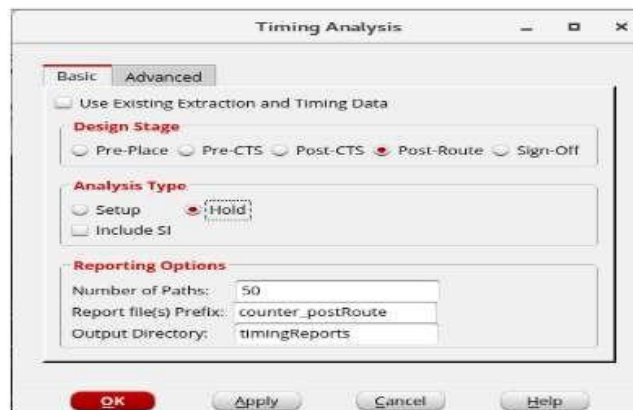 Timing Analysis
Basic Advanced
Use Existing Extraction and Timing Data
Design Stage
Pre-Place Pre-CTS Post-CTS Post-Route Sign-Off
Analysis Type
Setup Hold
Include SI
Reporting Options
Number of Paths: 50
Report file(s) Prefix: counter_postRoute
Output Directory: timingReports
OK Apply Cancel Help